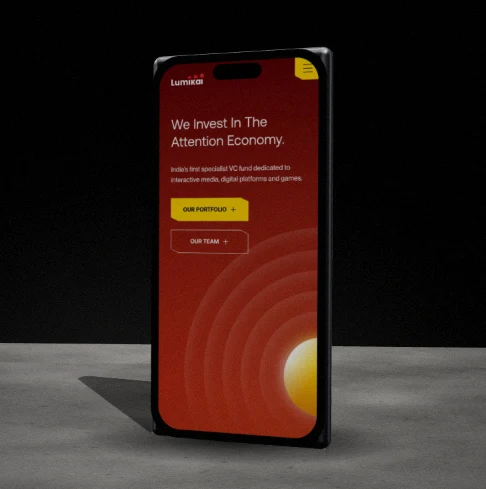 Lumikai
We Invest In The
Attention Economy.
India's first specialist VC fund dedicated to
interactive media, digital platforms and games.
OUR PORTFOLIO +
OUR TEAM +